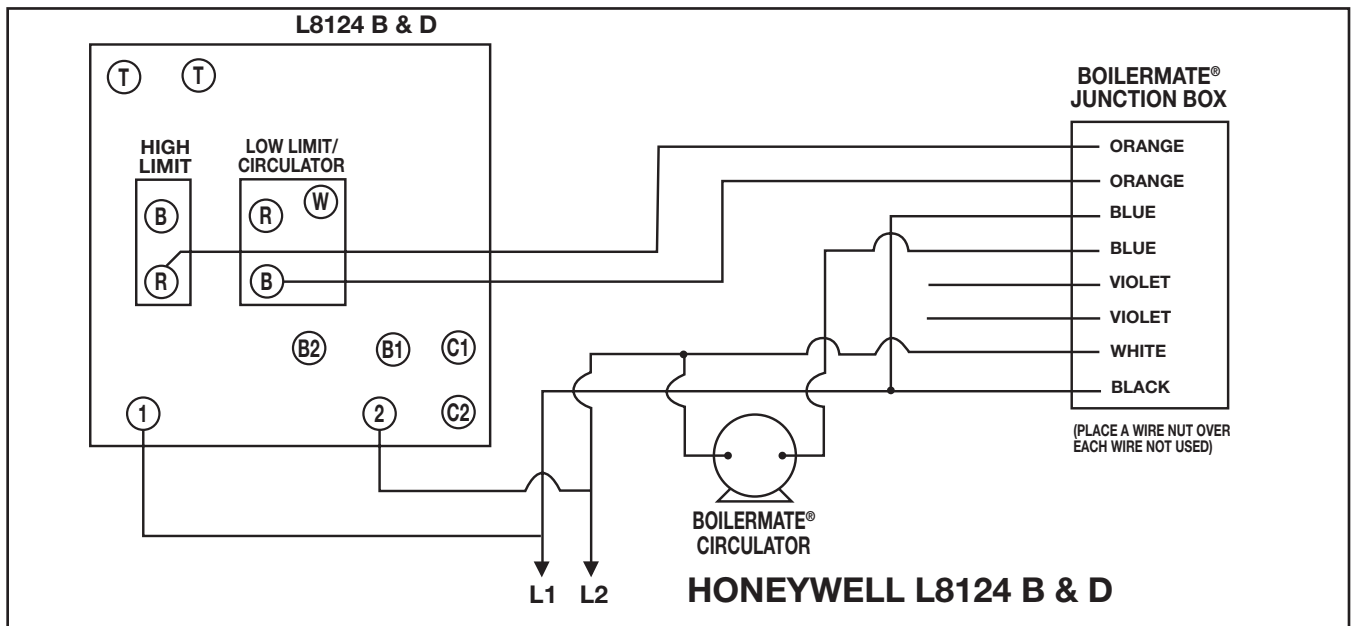 L8124 B & D
T
T
BOILERMATE®
JUNCTION BOX
HIGH
LIMIT
LOW LIMIT/
CIRCULATOR
B
R
R
W
B
ORANGE
ORANGE
BLUE
BLUE
VIOLET
VIOLET
WHITE
BLACK
B2
B1
C1
1
2
C2
(PLACE A WIRE NUT OVER
EACH WIRE NOT USED)
BOILERMATE®
CIRCULATOR
L1
L2
HONEYWELL L8124 B & D